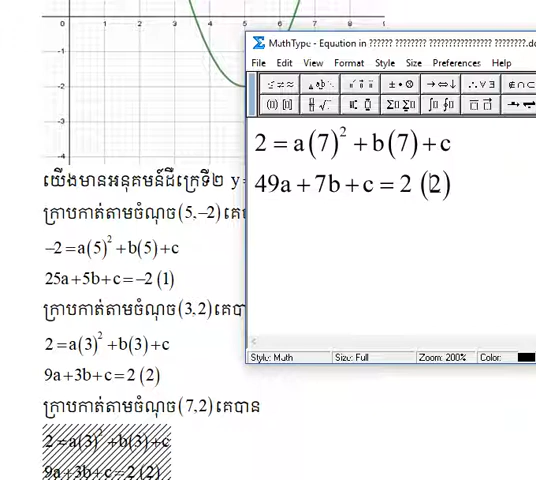 4 5 6 7 8
-1
-2
-3
-4
យើងមានអនុគមន៍ដឺក្រេទី២ y=
ក្រាបកាត់តាមចំណុច(5,−2)គេបា
−2=a(5)²+b(5)+c
25a+5b+c=−2(1)
ក្រាបកាត់តាមចំណុច(3,2)គេបា
2=a(3)²+b(3)+c
9a+3b+c=2(2)
ក្រាបកាត់តាមចំណុច(7,2)គេបាន
2=a(3)²+b(3)+c
9a+3b+c=2(2)
MathType - Equation in ?????? ???????? ???????????????? ????????.do
File Edit View Format Style Size Preferences Help
2=a(7)²+b(7)+c
49a+7b+c=2 (2)
Style: Math Size: Full Zoom: 200% Color: